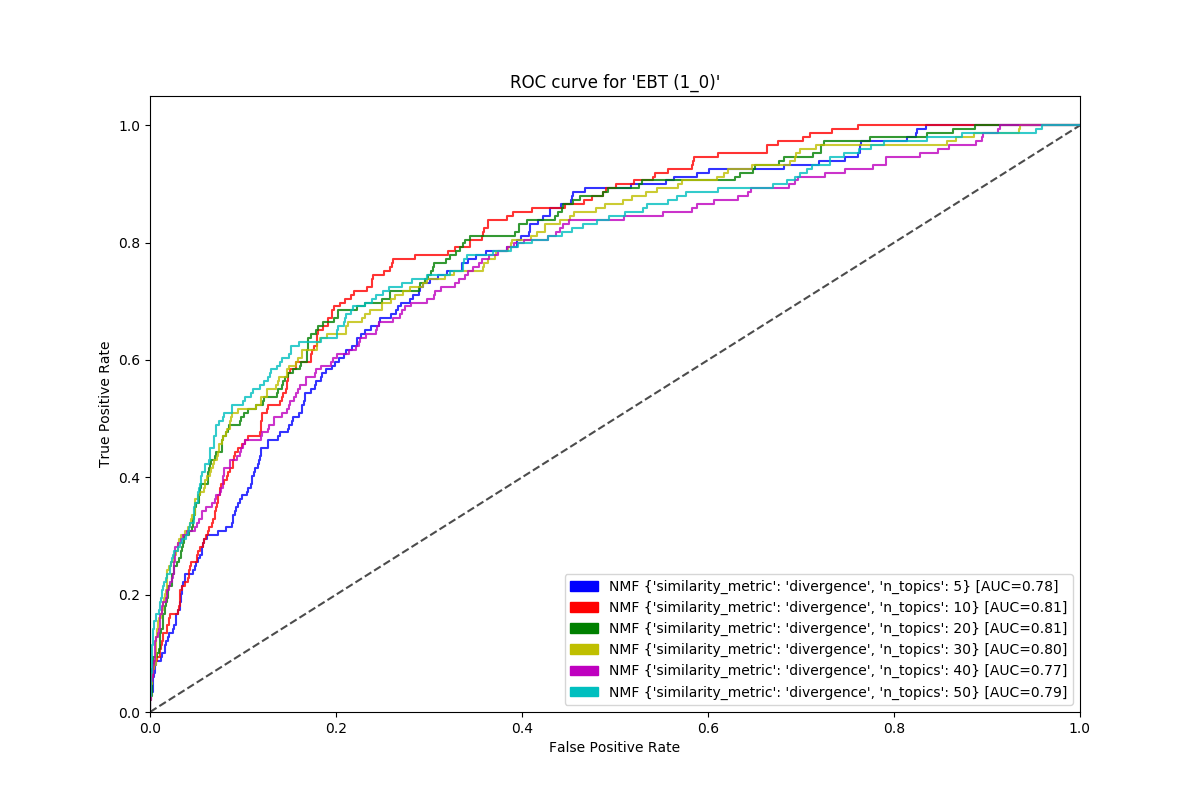 ROC curve for 'EBT (1_0)'
True Positive Rate
1.0
0.8
0.6
0.4
0.2
0.0
NMF {'similarity_metric': 'divergence', 'n_topics': 5} [AUC=0.78]
NMF {'similarity_metric': 'divergence', 'n_topics': 10} [AUC=0.81]
NMF {'similarity_metric': 'divergence', 'n_topics': 20} [AUC=0.81]
NMF {'similarity_metric': 'divergence', 'n_topics': 30} [AUC=0.80]
NMF {'similarity_metric': 'divergence', 'n_topics': 40} [AUC=0.77]
NMF {'similarity_metric': 'divergence', 'n_topics': 50} [AUC=0.79]
0.0 0.2 0.4 0.6 0.8 1.0
False Positive Rate